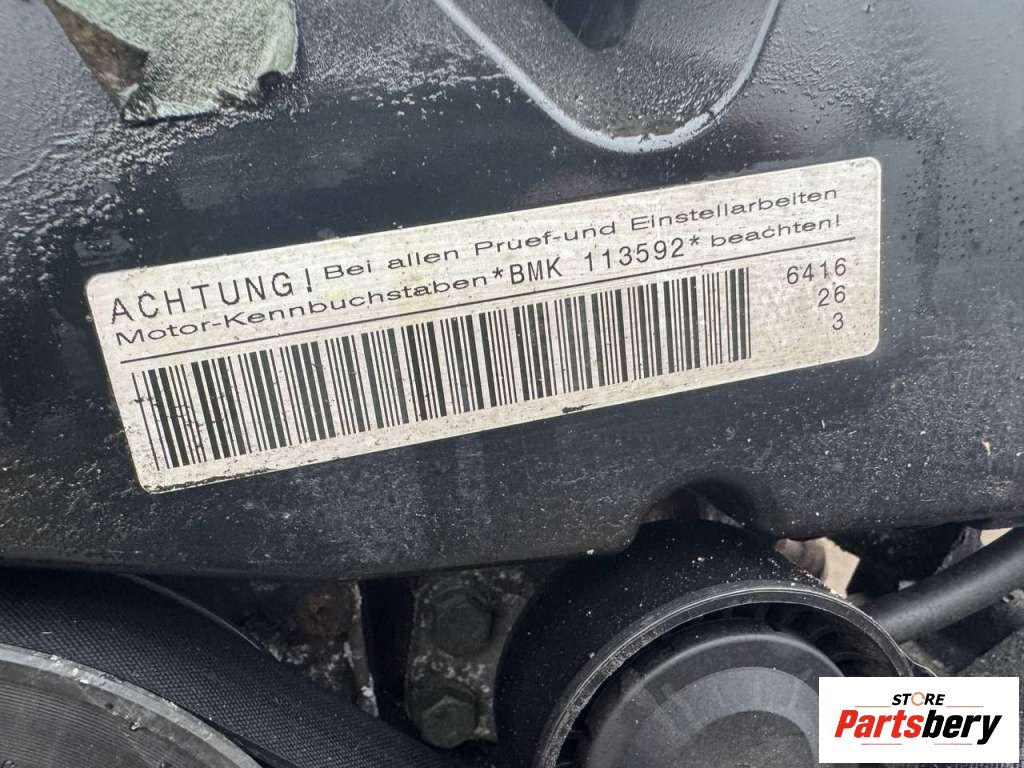 ACHTUNG! Bei allen Pruef-und Einstellarbeiten
Motor-Kennbuchstaben *BMK 113592* beachten!
6416
26
3
STORE
Partsbery